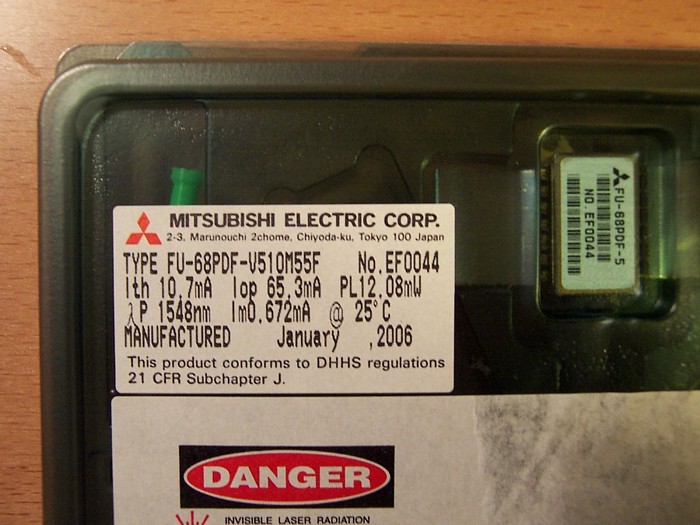 MITSUBISHI ELECTRIC CORP.
2-3. Marunouchi 2chome, Chiyoda-ku, Tokyo 100 Japan
TYPE FU-68PDF-V510M55F No.EF0044
Ith 10.7mA Iop 65.3mA PL12.08mW
λP 1548nm Im0.672mA @ 25°C
MANUFACTURED January ,2006
This product conforms to DHHS regulations
21 CFR Subchapter J.
DANGER
INVISIBLE LASER RADIATION
FU-68PDF-5
NO.EF0044